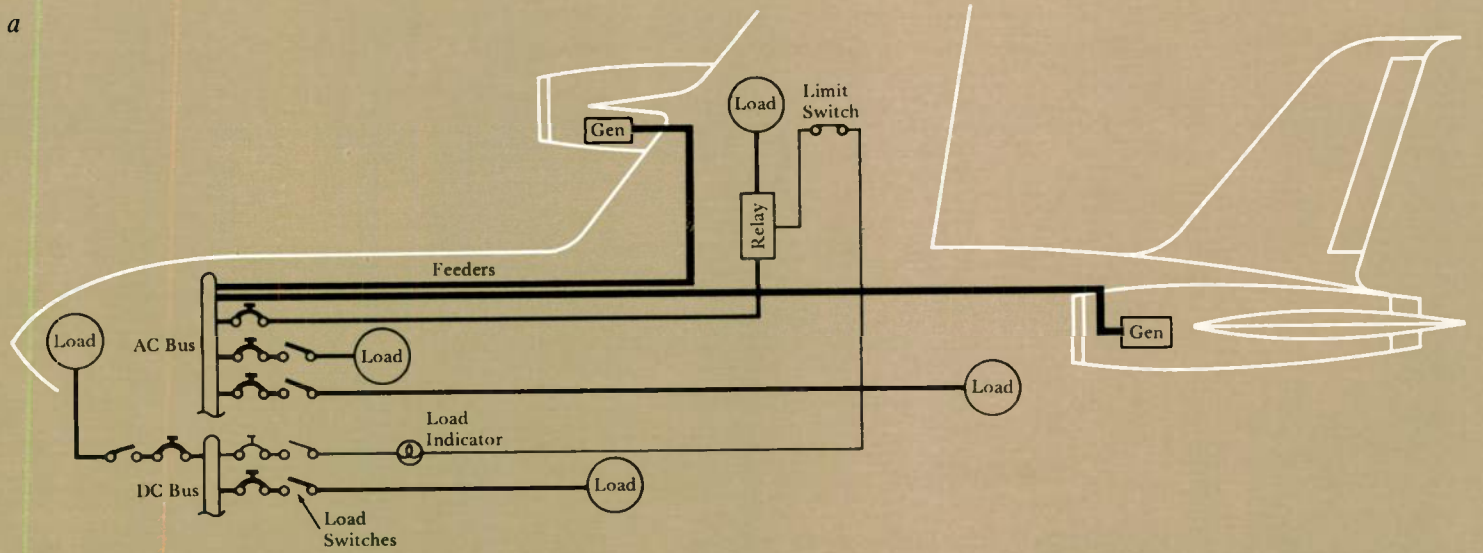 a
Load
Limit
Switch
Gen
Relay
Feeders
Load
AC Bus
Load
Gen
Load
Load
Indicator
DC Bus
Load
Load
Switches